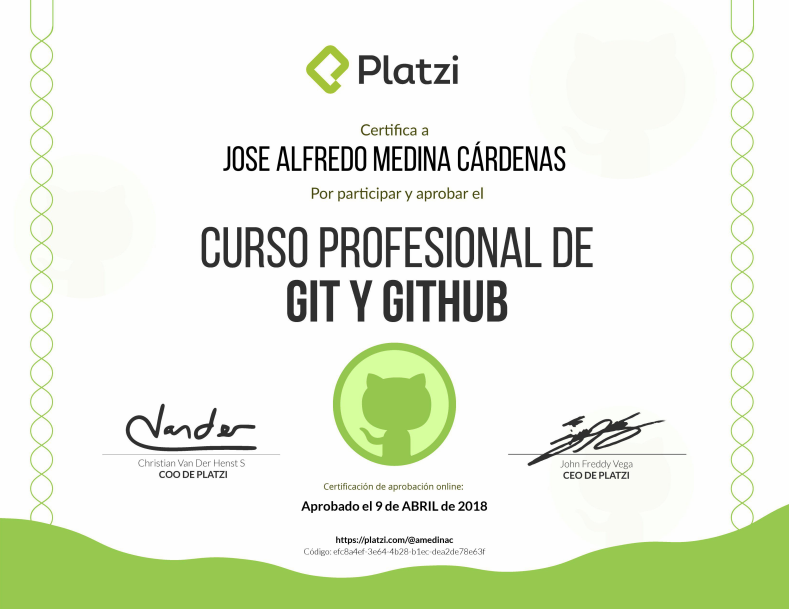 Platzi
Certifica a
JOSE ALFREDO MEDINA CÁRDENAS
Por participar y aprobar el
CURSO PROFESIONAL DE
GIT Y GITHUB
Vander
Christian Van Der Henst S
COO DE PLATZI
John Freddy Vega
CEO DE PLATZI
Certificación de aprobación online:
Aprobado el 9 de ABRIL de 2018
https://platzi.com/@amedinac
Código: efc8a4ef-3e64-4b28-b1ec-dea2de78e63f